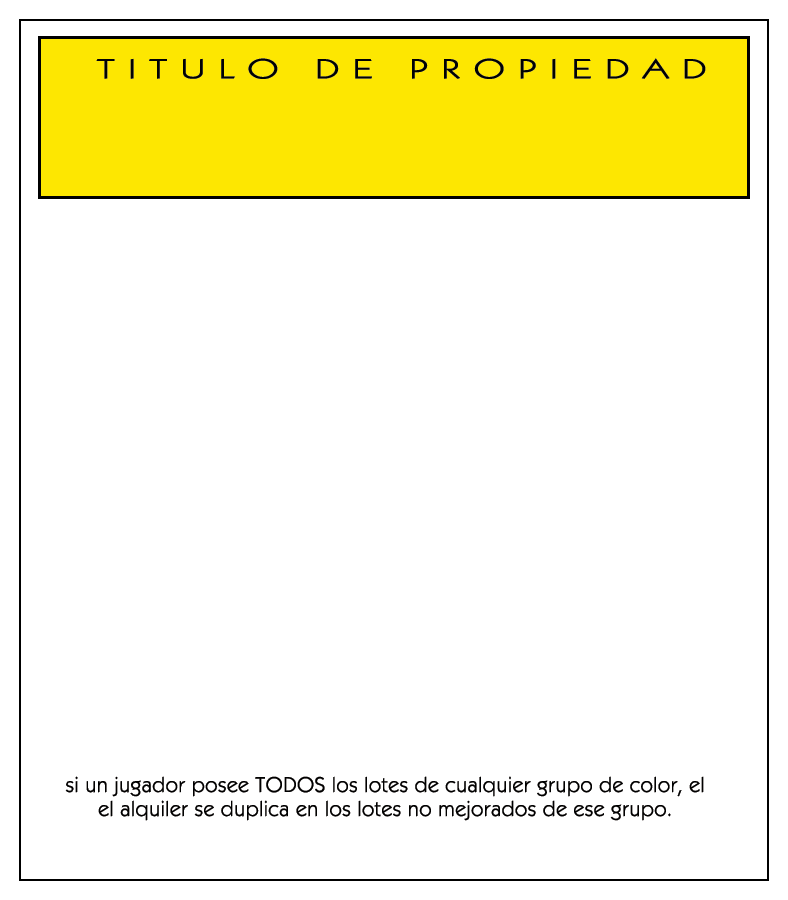 TITULO DE PROPIEDAD
si un jugador posee TODOS los lotes de cualquier grupo de color, el
el alquiler se duplica en los lotes no mejorados de ese grupo.